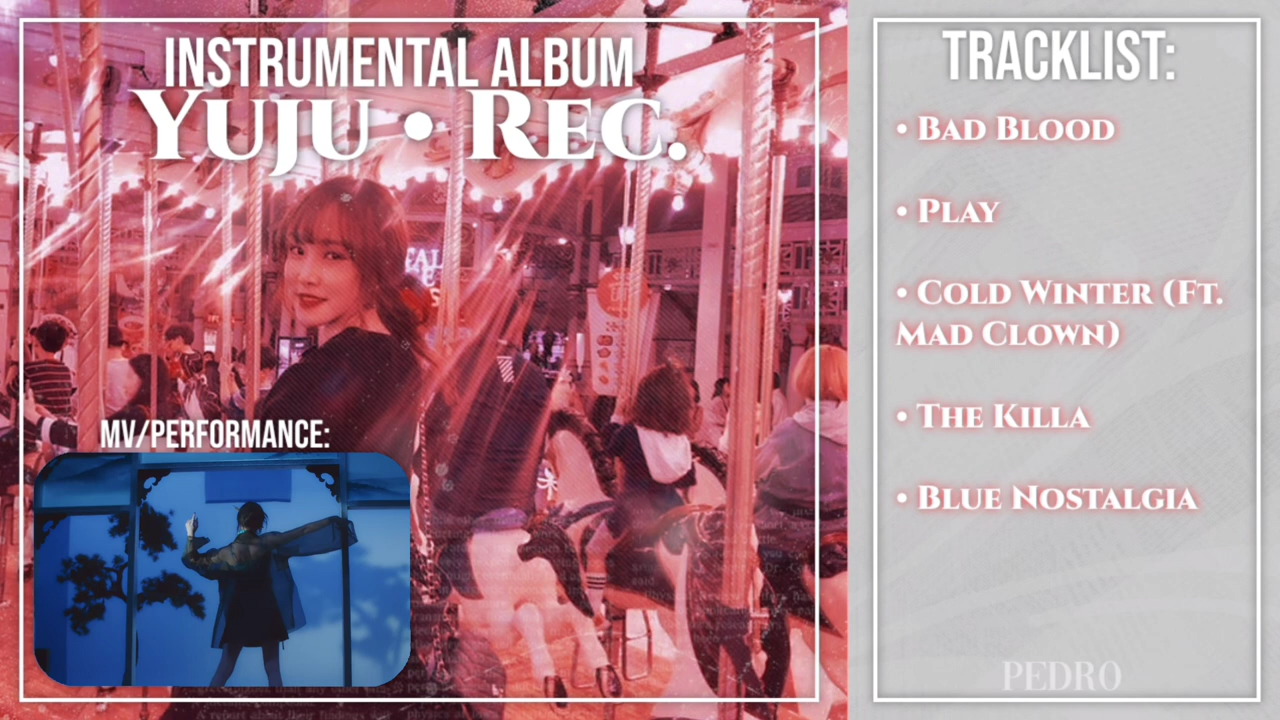 INSTRUMENTAL ALBUM
YUJU • REC.
MV/PERFORMANCE:
TRACKLIST:
• BAD BLOOD
• PLAY
• COLD WINTER (FT.
MAD CLOWN)
• THE KILLA
• BLUE NOSTALGIA
PEDRO